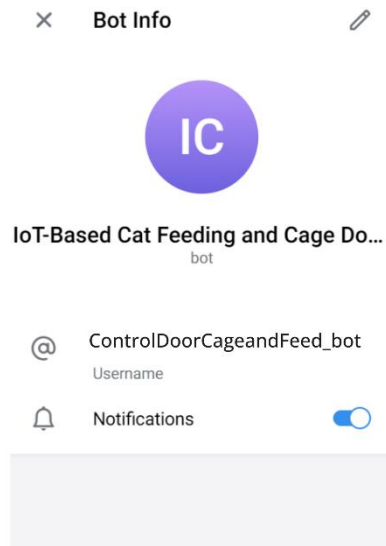 Bot Info
IC
IoT-Based Cat Feeding and Cage Do...
bot
@
ControlDoorCageandFeed_bot
Username
Notifications